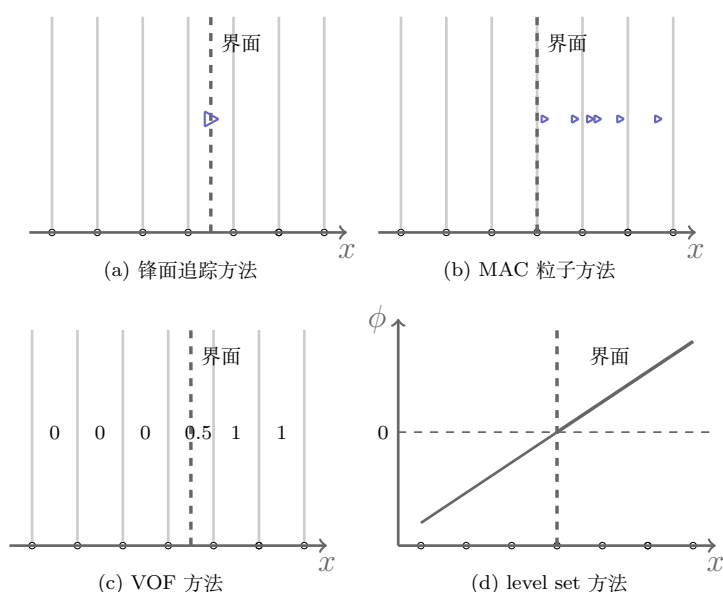 界面
x
(a) 锋面追踪方法
界面
x
(b) MAC 粒子方法
界面
0 0 0 0.5 1 1
x
(c) VOF 方法
ϕ
界面
0
x
(d) level set 方法